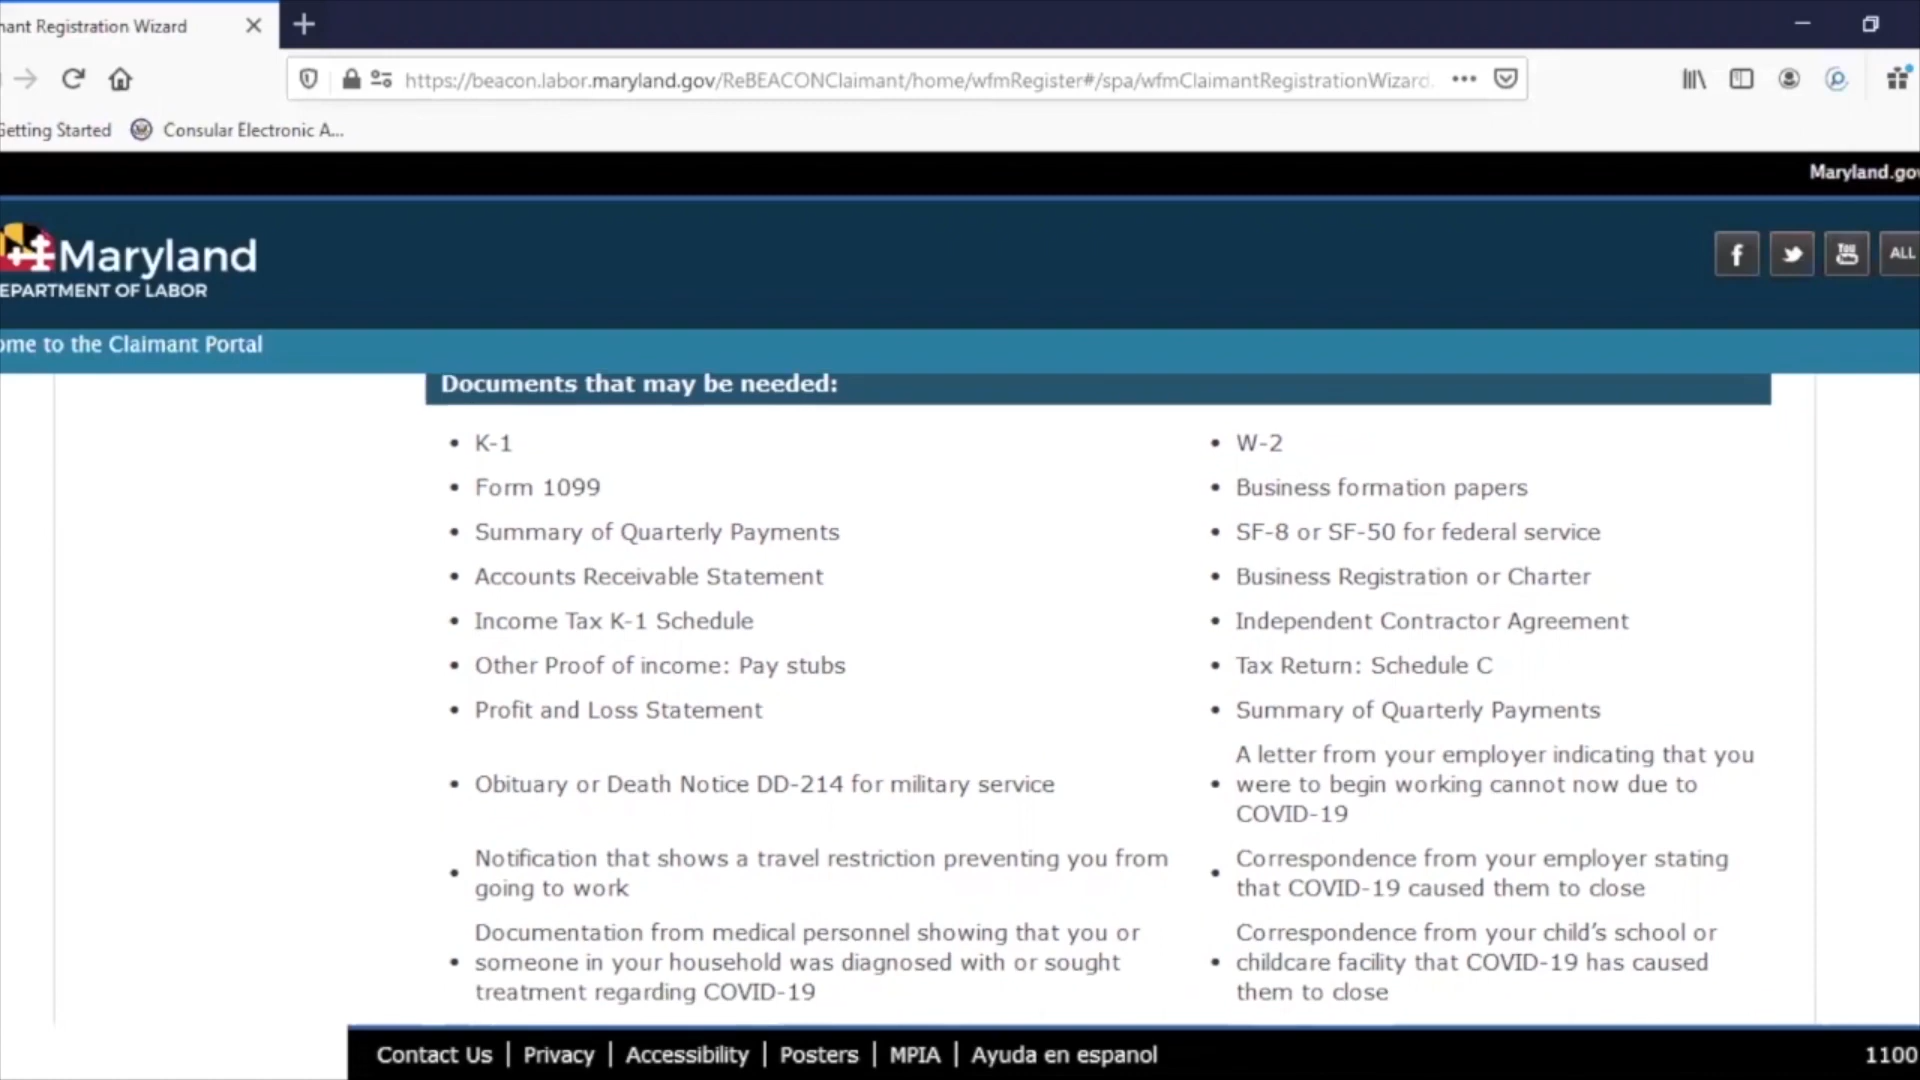 nant Registration Wizard
https://beacon.labor.maryland.gov/ReBEACONClaimant/home/wfmRegister#/spa/wfmClaimantRegistrationWizard.
Getting Started Consular Electronic A...
Maryland.gov
Maryland
EPARTMENT OF LABOR
f You ALL
ome to the Claimant Portal
Documents that may be needed:
• K-1
• W-2
• Form 1099
• Business formation papers
• Summary of Quarterly Payments
• SF-8 or SF-50 for federal service
• Accounts Receivable Statement
• Business Registration or Charter
• Income Tax K-1 Schedule
• Independent Contractor Agreement
• Other Proof of income: Pay stubs
• Tax Return: Schedule C
• Profit and Loss Statement
• Summary of Quarterly Payments
• Obituary or Death Notice DD-214 for military service
A letter from your employer indicating that you
• were to begin working cannot now due to
COVID-19
• Notification that shows a travel restriction preventing you from
going to work
• Correspondence from your employer stating
that COVID-19 caused them to close
Documentation from medical personnel showing that you or
• someone in your household was diagnosed with or sought
treatment regarding COVID-19
Correspondence from your child’s school or
• childcare facility that COVID-19 has caused
them to close
Contact Us | Privacy | Accessibility | Posters | MPIA | Ayuda en espanol
1100